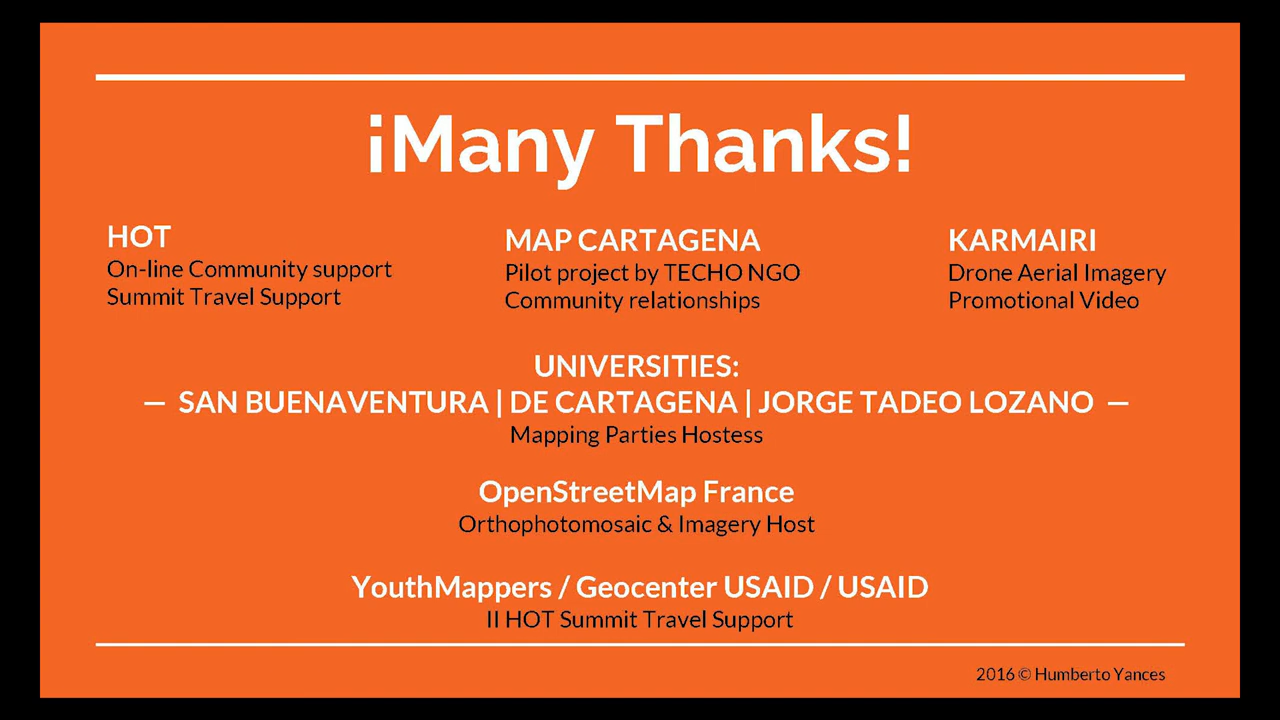 ¡Many Thanks!
HOT
On-line Community support
Summit Travel Support
MAP CARTAGENA
Pilot project by TECHO NGO
Community relationships
KARMAIRI
Drone Aerial Imagery
Promotional Video
UNIVERSITIES:
— SAN BUENAVENTURA | DE CARTAGENA | JORGE TADEO LOZANO —
Mapping Parties Hostess
OpenStreetMap France
Orthophotomosaic & Imagery Host
YouthMappers / Geocenter USAID / USAID
II HOT Summit Travel Support
2016 © Humberto Yances